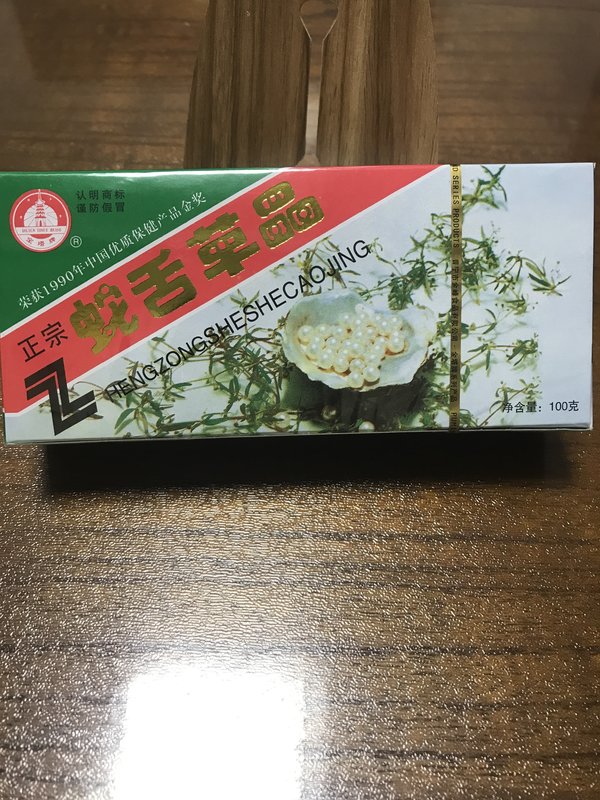 认明商标
谨防假冒
R
荣获1990年中国优质保健产品金奖
正宗
蛇舌草晶
ZHENGZONGSHESHECAOJING
净含量：100克